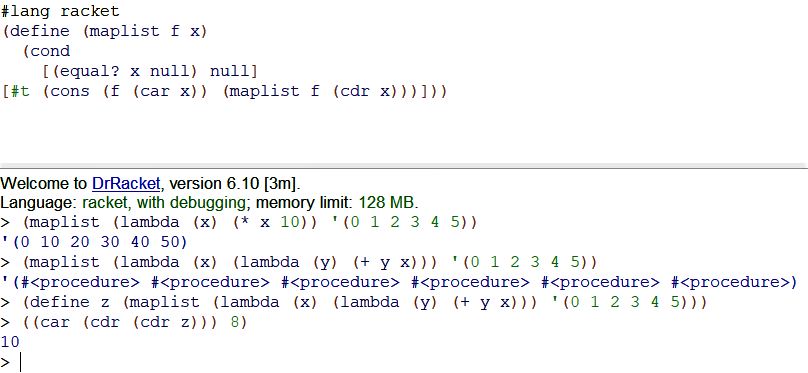 #lang racket
(define (maplist f x)
  (cond
    [(equal? x null) null]
[#t (cons (f (car x)) (maplist f (cdr x)))]))
Welcome to DrRacket, version 6.10 [3m].
Language: racket, with debugging; memory limit: 128 MB.
> (maplist (lambda (x) (* x 10)) '(0 1 2 3 4 5))
'(0 10 20 30 40 50)
> (maplist (lambda (x) (lambda (y) (+ y x))) '(0 1 2 3 4 5))
'(#<procedure> #<procedure> #<procedure> #<procedure> #<procedure> #<procedure>)
> (define z (maplist (lambda (x) (lambda (y) (+ y x))) '(0 1 2 3 4 5)))
> ((car (cdr (cdr z))) 8)
10
>